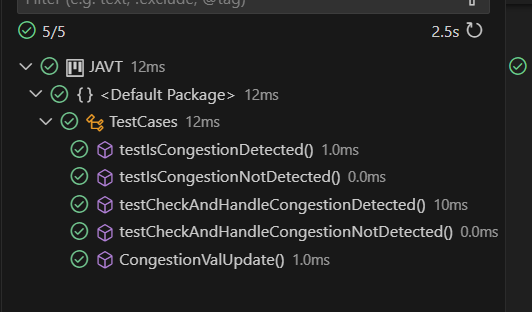 Filter (e.g. text, !exclude, @tag)
5/5 2.5s
JAVT 12ms
{} <Default Package> 12ms
TestCases 12ms
testIsCongestionDetected() 1.0ms
testIsCongestionNotDetected() 0.0ms
testCheckAndHandleCongestionDetected() 10ms
testCheckAndHandleCongestionNotDetected() 0.0ms
CongestionValUpdate() 1.0ms